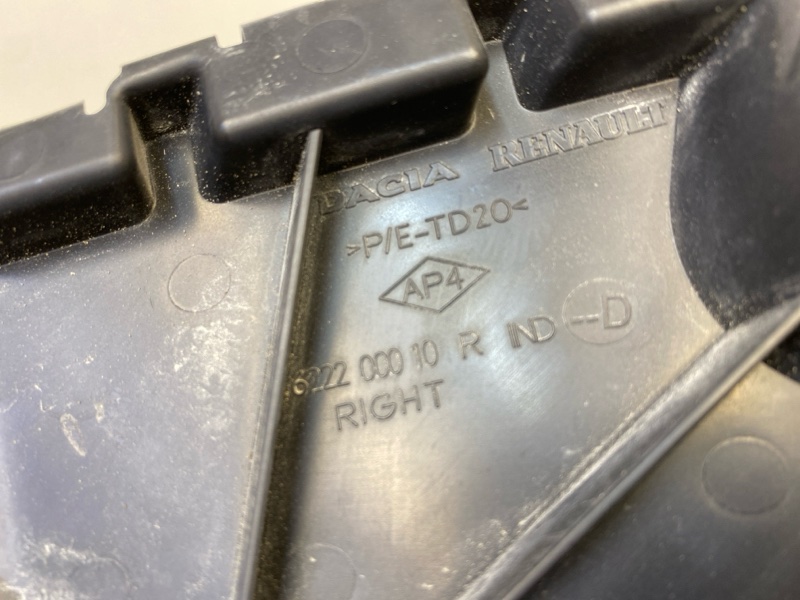 DACIA RENAULT
>P/E-TD20<
AP4
6222 000 10 R IND --D
RIGHT